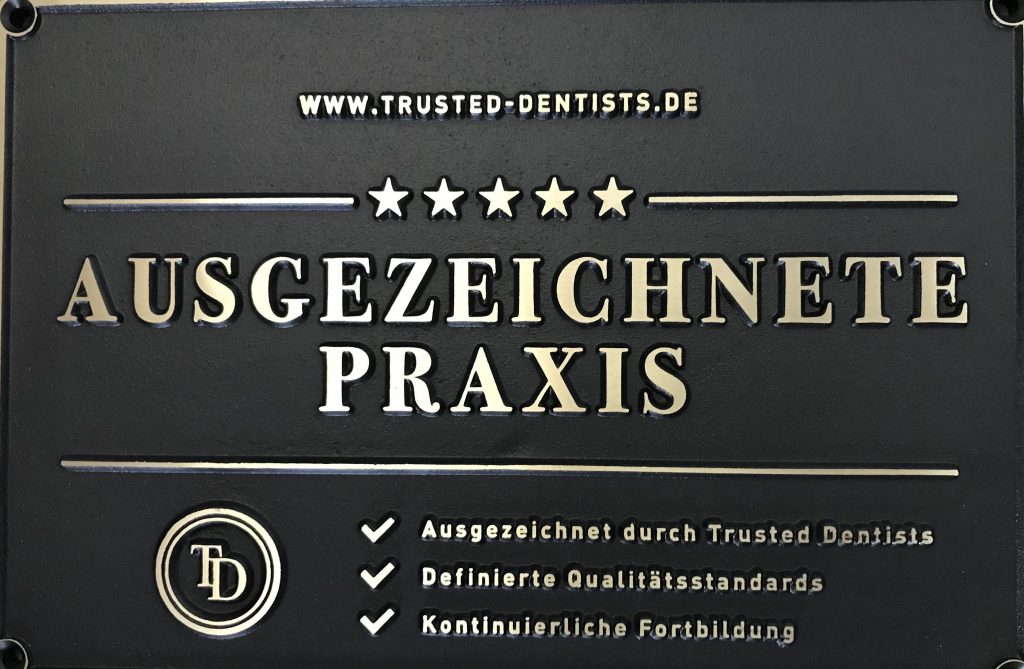 WWW.TRUSTED-DENTISTS.DE
AUSGEZEICHNETE
PRAXIS
TD
Ausgezeichnet durch Trusted Dentists
Definierte Qualitätsstandards
Kontinuierliche Fortbildung